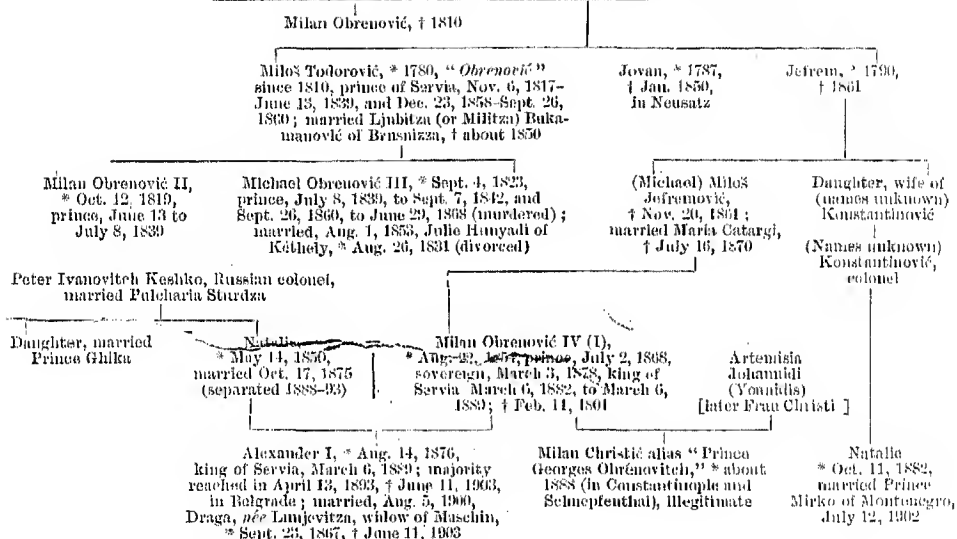 Milan Obrenović, † 1810
Miloš Todorović, * 1780, “ Obrenović ”
since 1810, prince of Servia, Nov. 6, 1817–
June 13, 1839, and Dec. 23, 1858–Sept. 26,
1860 ; married Ljubitza (or Militza) Buka-
manović of Brusnizza, † about 1850
Jovan, * 1787,
† Jan. 1850,
in Neusatz
Jefrem, * 1790,
† 1861
Milan Obrenović II,
* Oct. 12, 1819,
prince, June 13 to
July 8, 1839
Michael Obrenović III, * Sept. 4, 1823,
prince, July 8, 1839, to Sept. 7, 1842, and
Sept. 26, 1860, to June 29, 1868 (murdered) ;
married, Aug. 1, 1853, Julie Hunyadi of
Kéthely, * Aug. 26, 1831 (divorced)
(Michael) Miloš
Jefremović,
† Nov. 20, 1861 ;
married Maria Catargi,
† July 16, 1870
Daughter, wife of
(names unknown)
Konstantinović
(Names unknown)
Konstantinović,
colonel
Peter Ivanovitch Keshko, Russian colonel,
married Pulcharia Sturdza
Daughter, married
Prince Ghika
Natalie,
* May 14, 1859,
married Oct. 17, 1875
(separated 1888–93)
=
Milan Obrenović IV (I),
* Aug. 22, prince, July 2, 1868,
sovereign, March 3, 1878, king of
Servia March 6, 1882, to March 6,
1889 ; † Feb. 11, 1901
Artemisia
Johannidi
(Yonnidis)
[later Frau Christi ]
Alexander I, * Aug. 14, 1876,
king of Servia, March 6, 1889 ; majority
reached in April 13, 1893, † June 11, 1903,
in Belgrade ; married, Aug. 5, 1900,
Draga, née Lunjevitza, widow of Maschin,
* Sept. 23, 1867, † June 11, 1903
Milan Christić alias “ Prince
Georges Obrénovitch,” * about
1888 (in Constantinople and
Schnepfenthal), illegitimate
Natalie
* Oct. 11, 1882,
married Prince
Mirko of Montenegro,
July 12, 1902